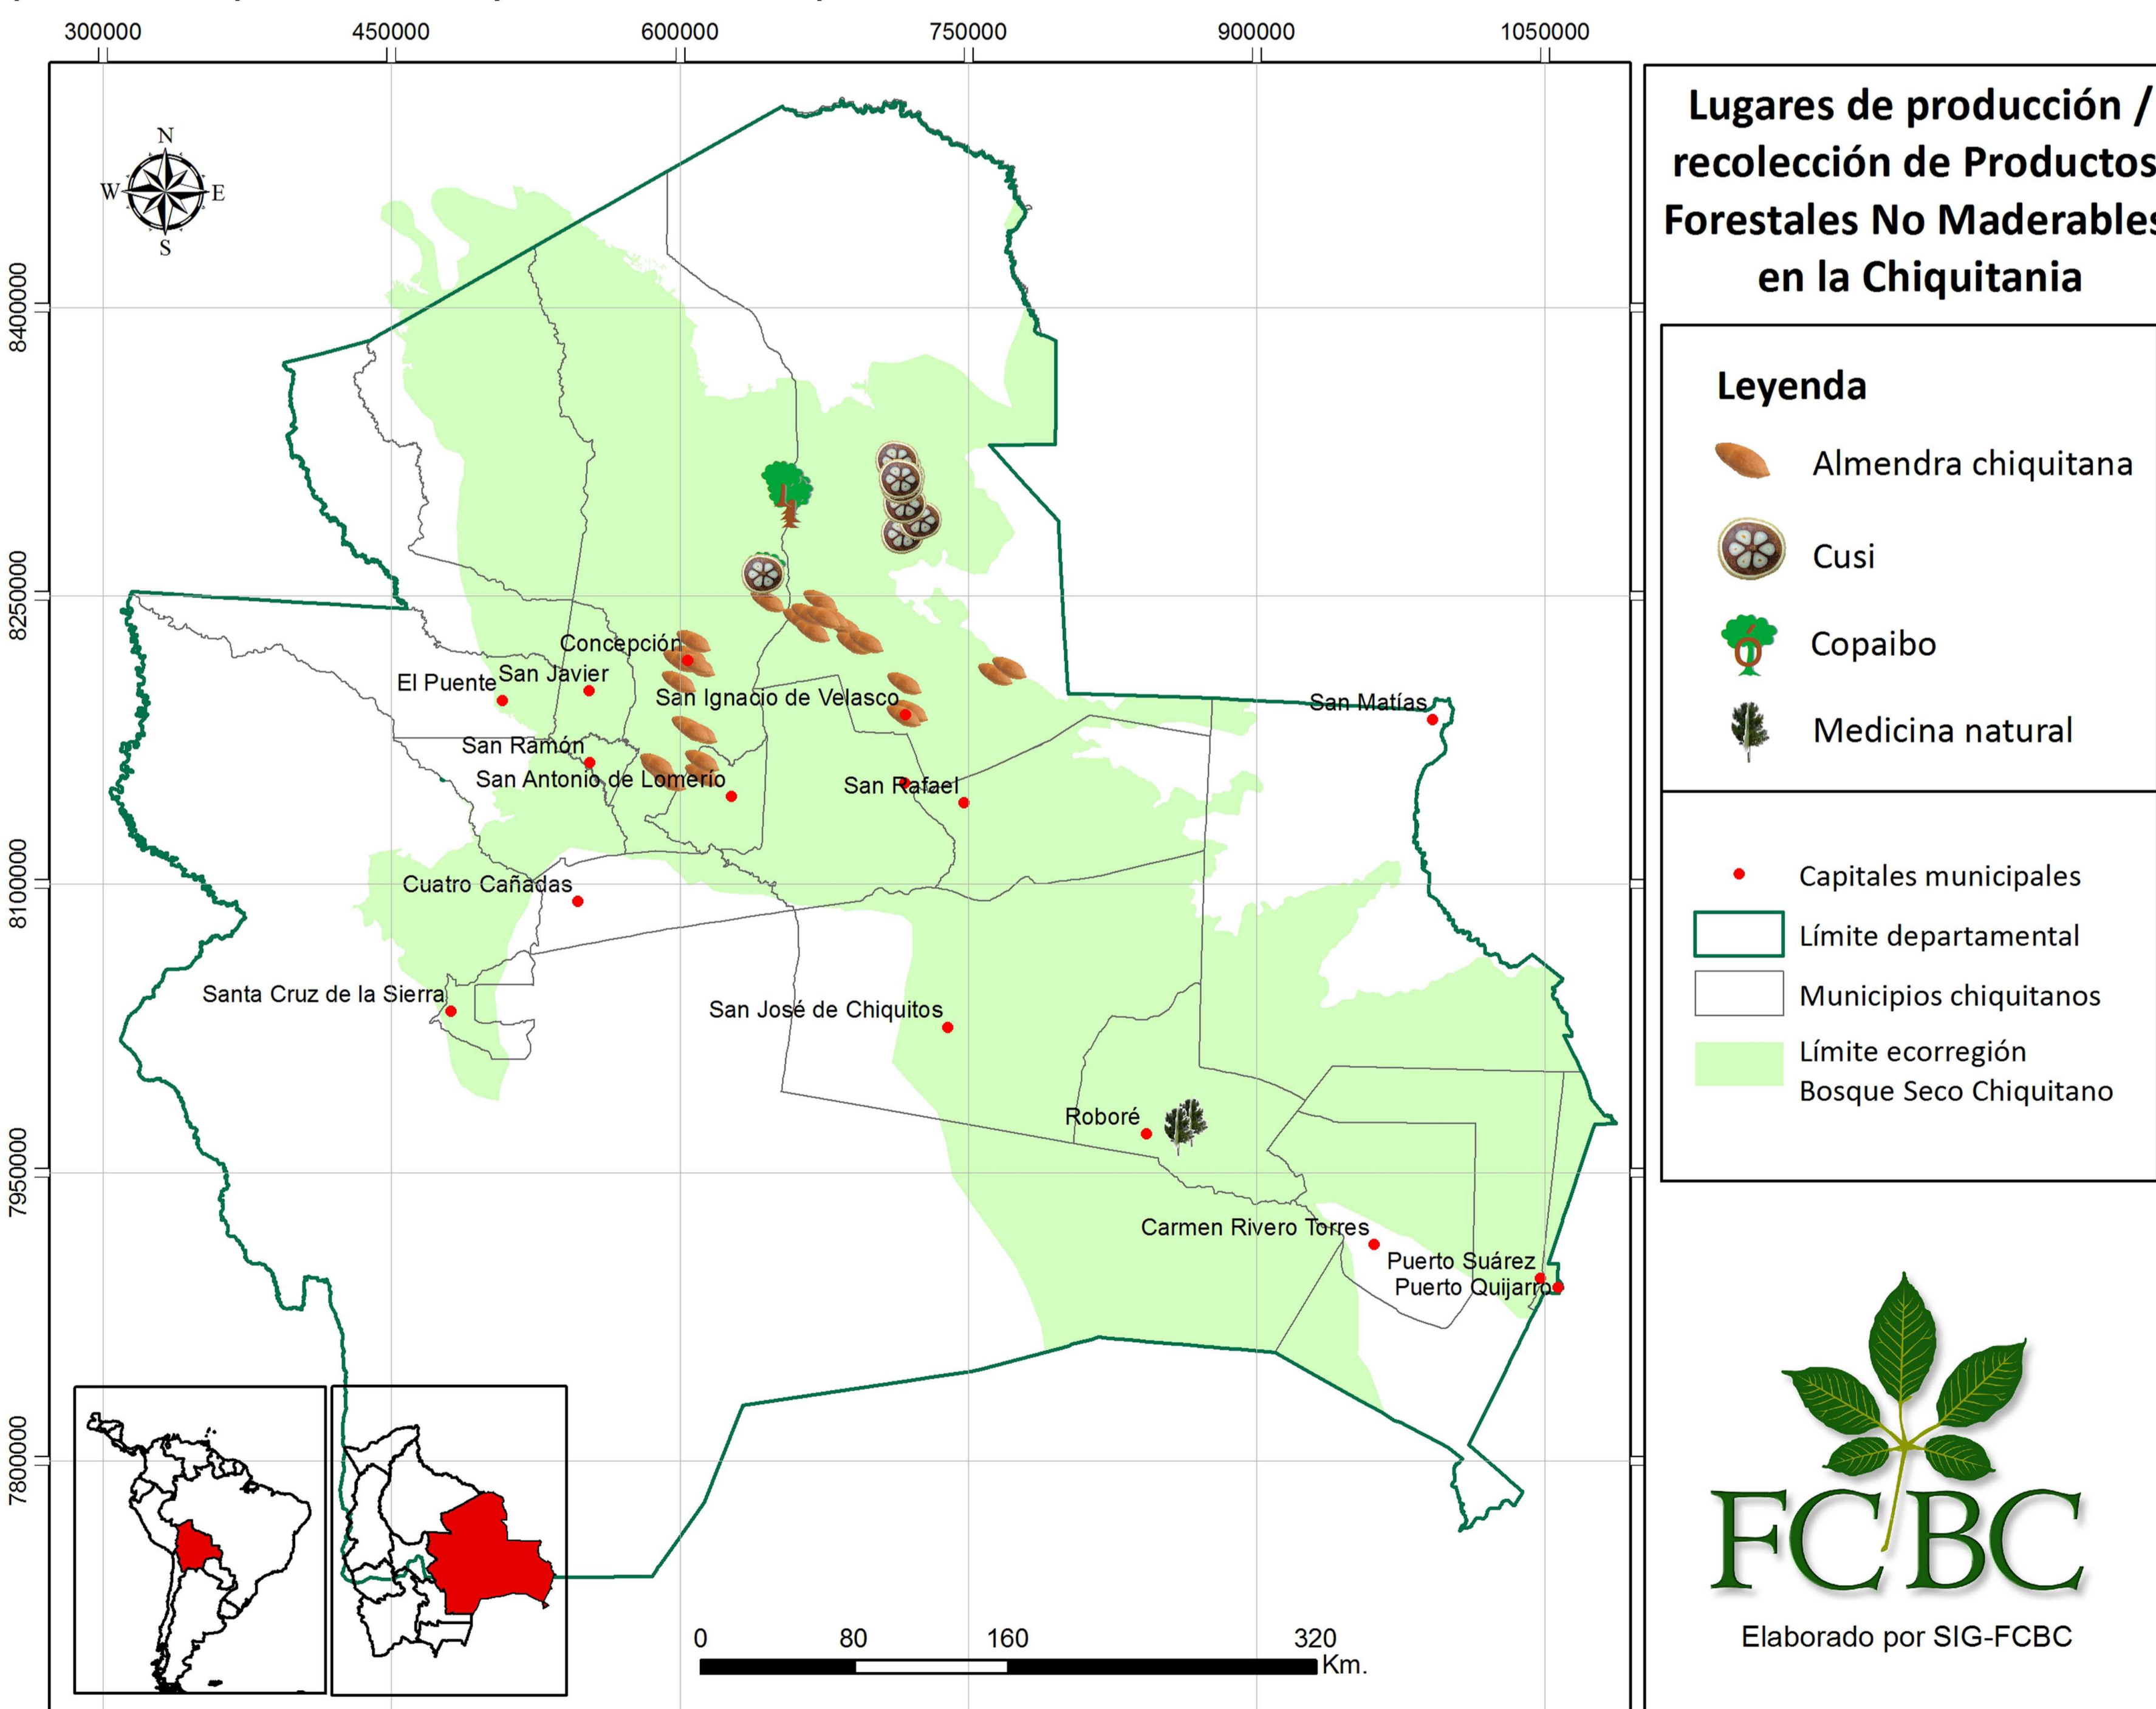 300000 450000 600000 750000 900000 1050000
Lugares de producción /
recolección de Productos
Forestales No Maderables
en la Chiquitania
N
W E
S
8400000
8250000
8100000
7950000
7800000
Leyenda
Almendra chiquitana
Cusi
Copaibo
Medicina natural
Capitales municipales
Límite departamental
Municipios chiquitanos
Límite ecorregión
Bosque Seco Chiquitano
Concepción
San Javier
El Puente
San Ignacio de Velasco
San Matías
San Ramón
San Antonio de Lomerío
San Rafael
Cuatro Cañadas
Santa Cruz de la Sierra
San José de Chiquitos
Roboré
Carmen Rivero Torres
Puerto Suárez
Puerto Quijarro
0 80 160 320
Km.
FCBC
Elaborado por SIG-FCBC